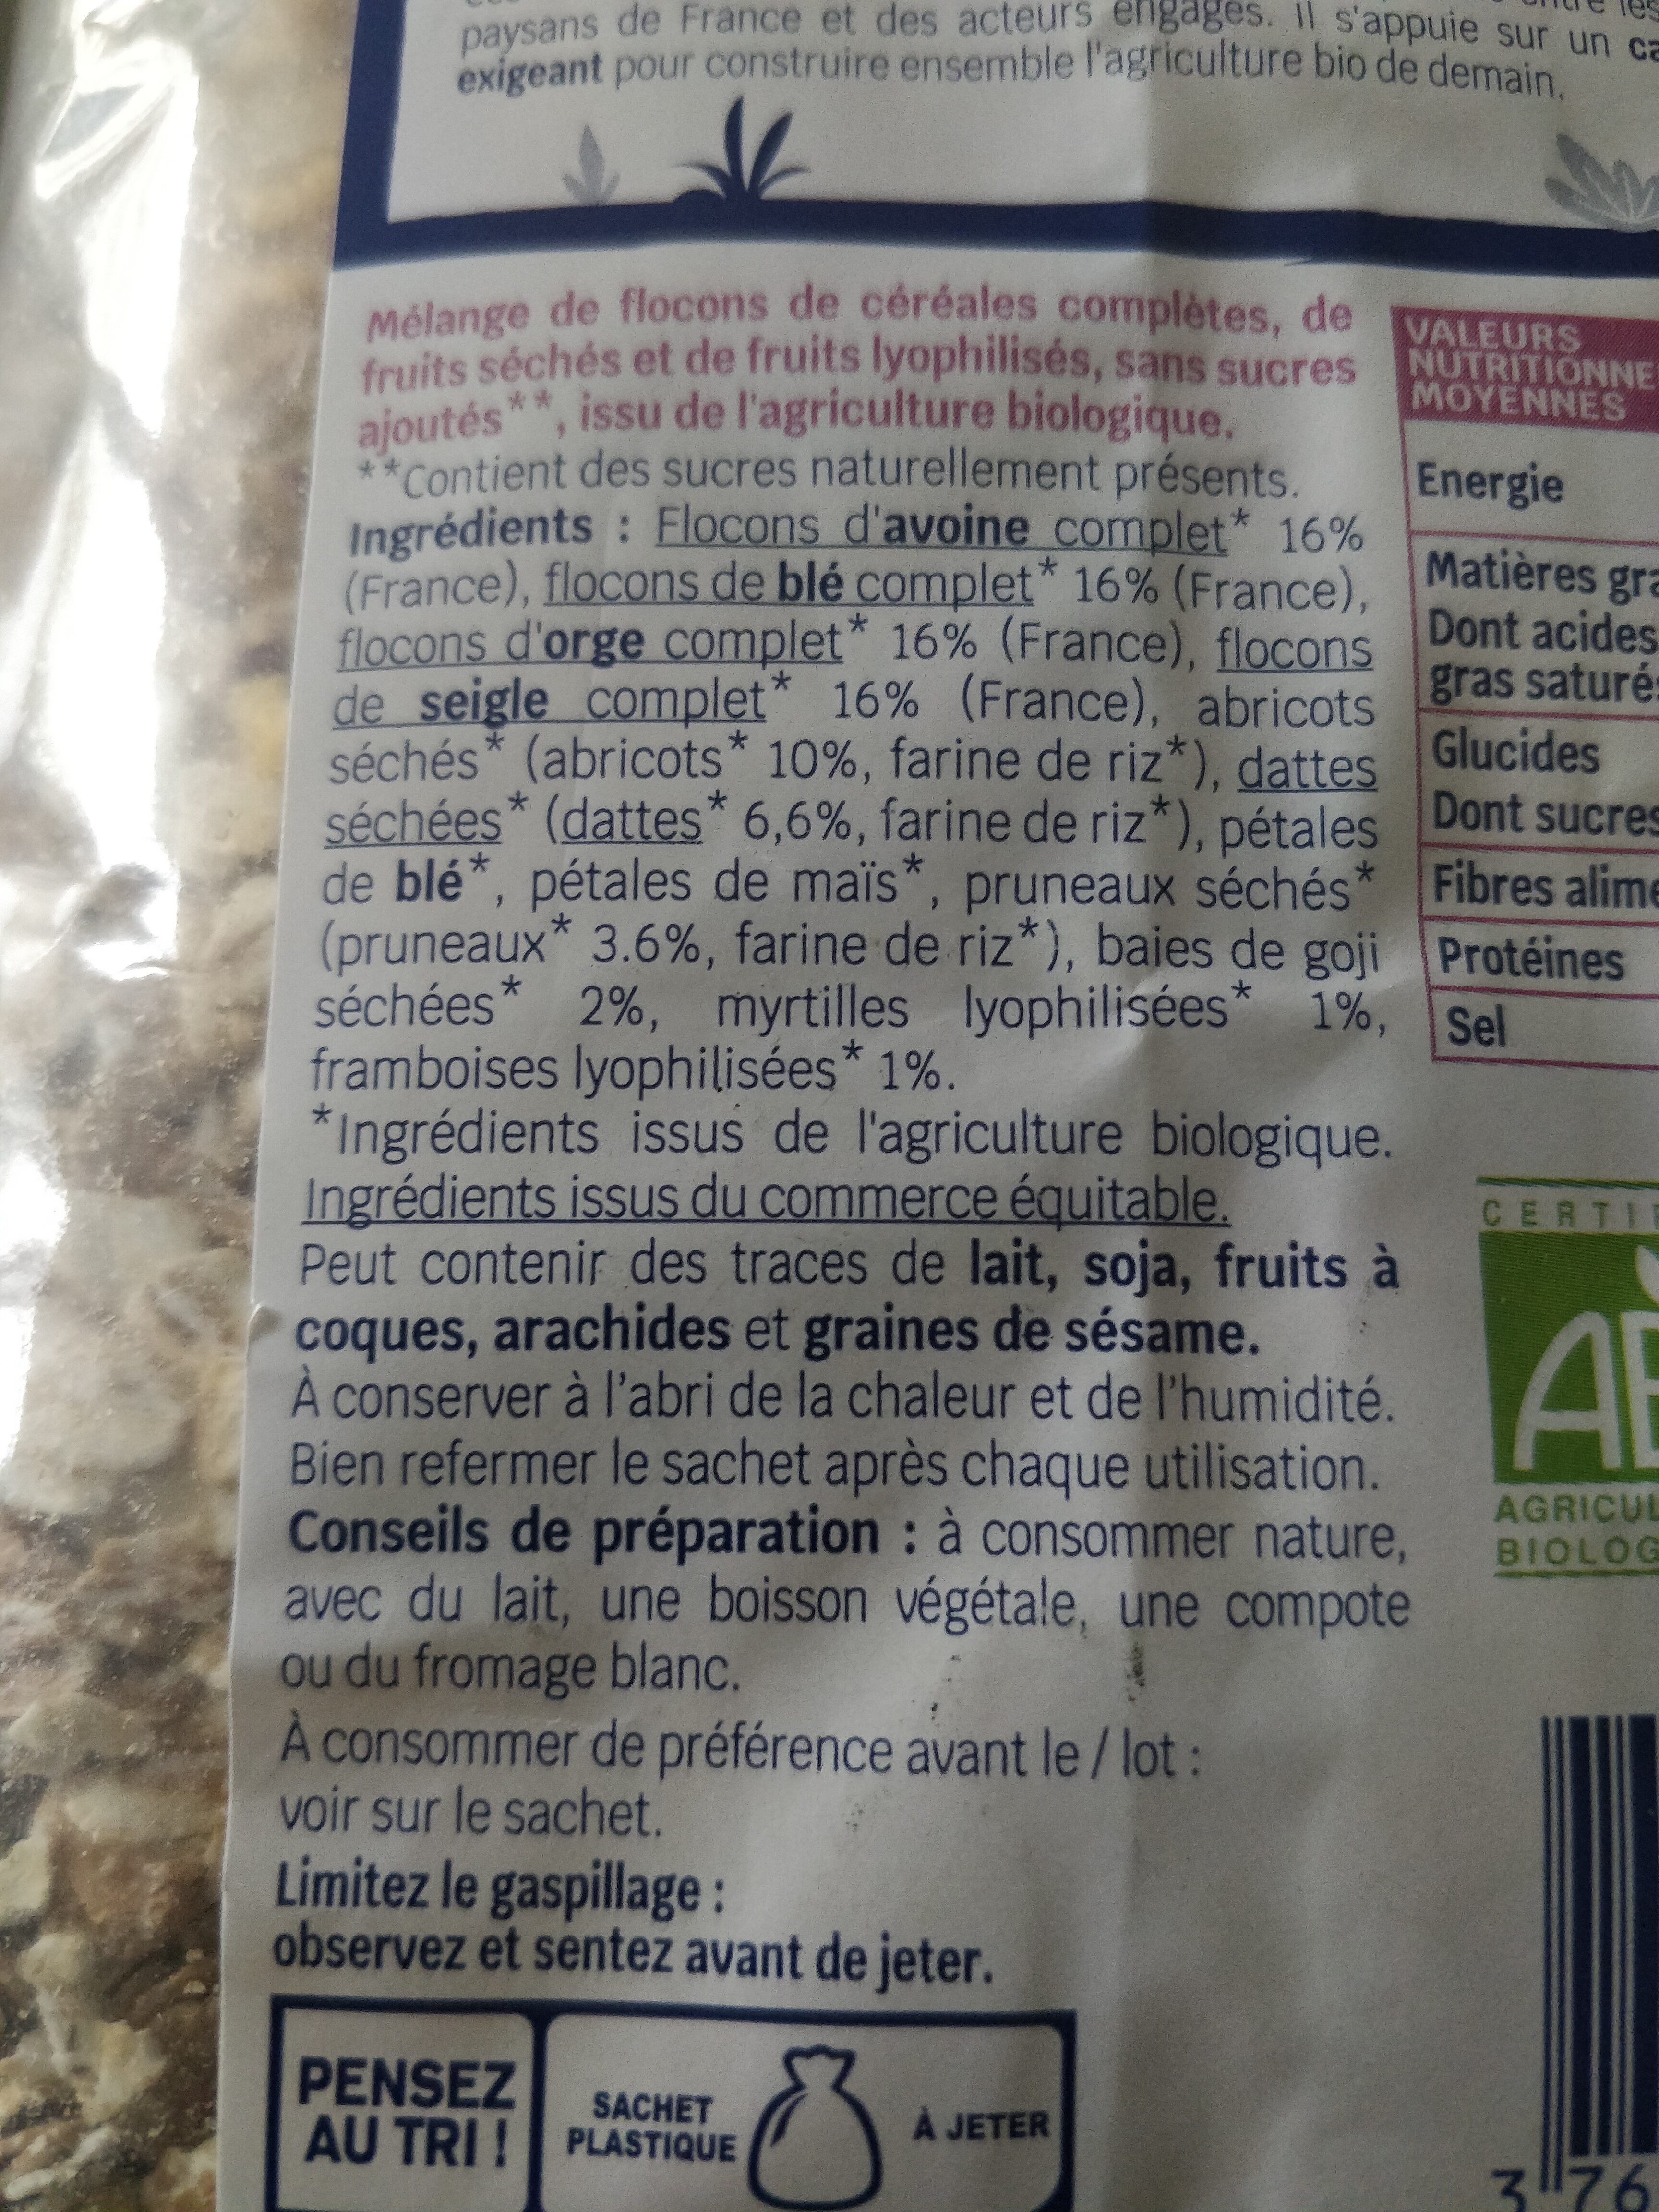 paysans de France et des acteurs engagés. Il s'appuie sur un
exigeant pour construire ensemble l'agriculture bio de demain.
Mélange de flocons de céréales complètes, de
fruits séchés et de fruits lyophilisés, sans sucres
ajoutés**, issu de l'agriculture biologique.
**Contient des sucres naturellement présents.
Ingrédients : Flocons d'avoine complet* 16%
(France), flocons de blé complet* 16% (France),
flocons d'orge complet* 16% (France), flocons
de seigle complet* 16% (France), abricots
séchés* (abricots* 10%, farine de riz*), dattes
séchées* (dattes* 6,6%, farine de riz*), pétales
de blé*, pétales de maïs*, pruneaux séchés*
(pruneaux* 3.6%, farine de riz*), baies de goji
séchées* 2%, myrtilles lyophilisées* 1%,
framboises lyophilisées* 1%.
*Ingrédients issus de l'agriculture biologique.
Ingrédients issus du commerce équitable.
Peut contenir des traces de lait, soja, fruits à
coques, arachides et graines de sésame.
À conserver à l'abri de la chaleur et de l'humidité.
Bien refermer le sachet après chaque utilisation.
Conseils de préparation : à consommer nature,
avec du lait, une boisson végétale, une compote
ou du fromage blanc.
À consommer de préférence avant le / lot :
voir sur le sachet.
Limitez le gaspillage :
observez et sentez avant de jeter.
PENSEZ
AU TRI !
SACHET
PLASTIQUE
À JETER
VALEURS
NUTRITIONNE
MOYENNES
Energie
Matières gra
Dont acides
gras saturés
Glucides
Dont sucres
Fibres alime
Protéines
Sel
CERTI
AB
AGRICUL
BIOLOG
3 76